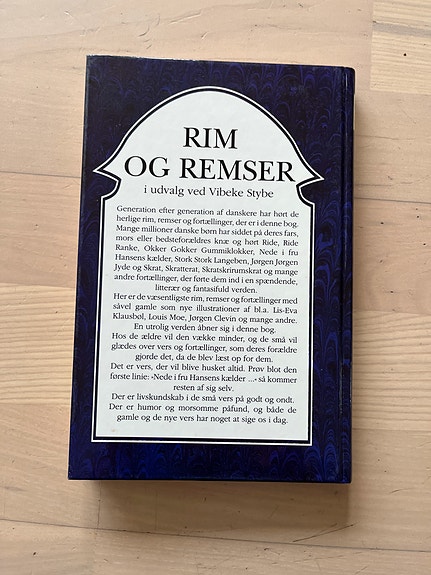 RIM
OG REMSER
i udvalg ved Vibeke Stybe
Generation efter generation af danskere har hørt de
herlige rim, remser og fortællinger, der er i denne bog.
Mange millioner danske børn har siddet på deres fars,
mors eller bedsteforældres knæ og hørt Ride, Ride
Ranke, Okker Gokker Gummiklokker, Nede i fru
Hansens kælder, Stork Stork Langeben, Jørgen Jørgen
Jyde og Skrat, Skratterat, Skratskrirumskrat og mange
andre fortællinger, der førte dem ind i en spændende,
litterær og fantasifuld verden.
Her er de væsentligste rim, remser og fortællinger med
såvel gamle som nye illustrationer af bl.a. Lis-Eva
Klausbøl, Louis Moe, Jørgen Clevin og mange andre.
En utrolig verden åbner sig i denne bog.
Hos de ældre vil den vække minder, og de små vil
glædes over vers og fortællinger, som deres forældre
gjorde det, da de blev læst op for dem.
Det er vers, der vil blive husket altid. Prøv blot den
første linie: »Nede i fru Hansens kælder ...« så kommer
resten af sig selv.
Der er livskundskab i de små vers på godt og ondt.
Der er humor og morsomme påfund, og både de
gamle og de nye vers har noget at sige os i dag.